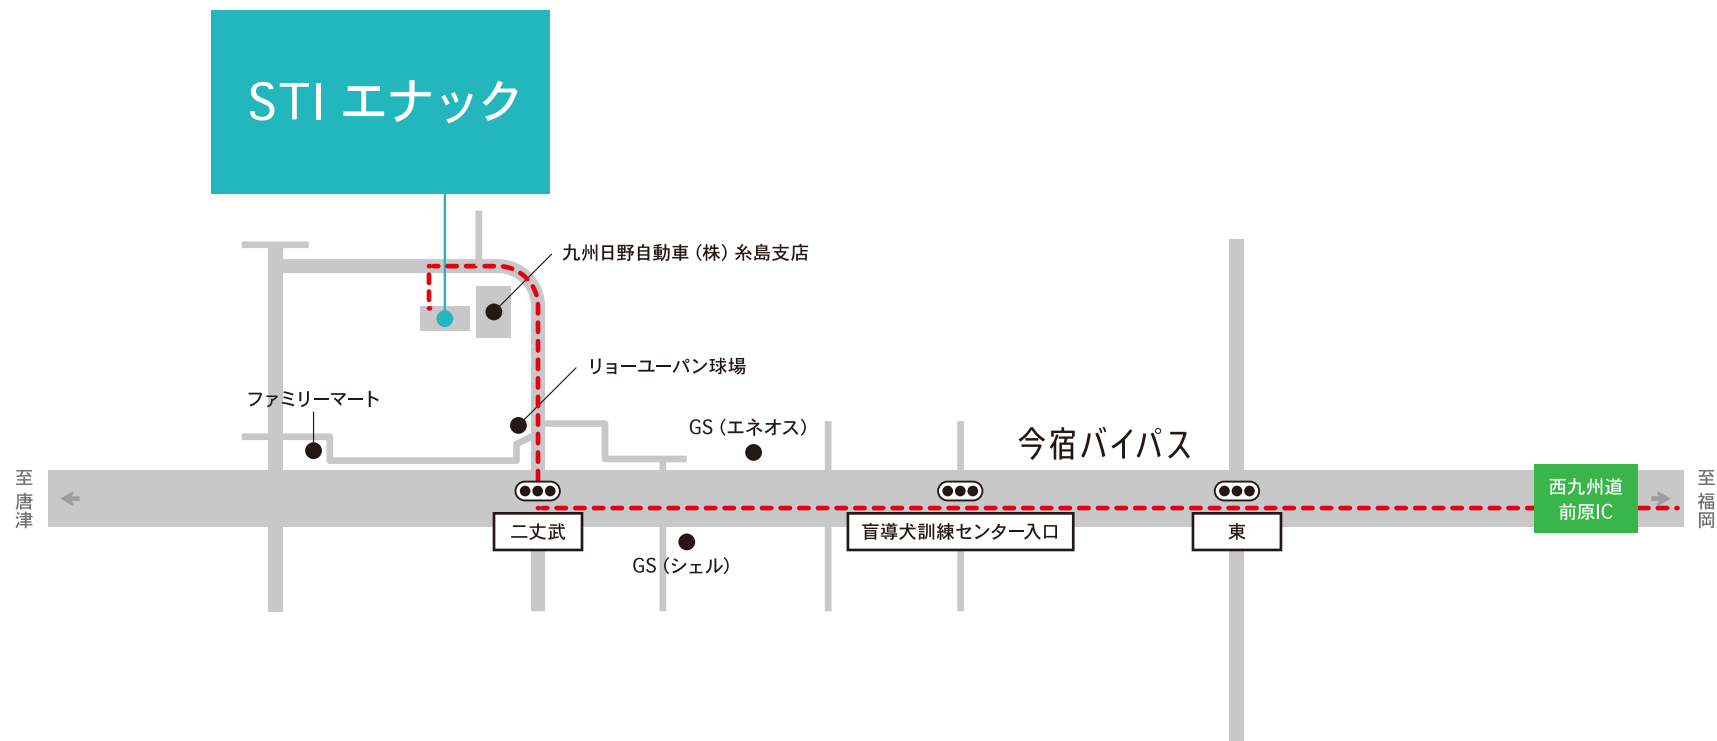 STI エナック
九州日野自動車（株）糸島支店
リョーユーパン球場
ファミリーマート
GS（エネオス）
今宿バイパス
至 唐津
西九州道
前原IC
至 福岡
二丈武
盲導犬訓練センター入口
東
GS（シェル）